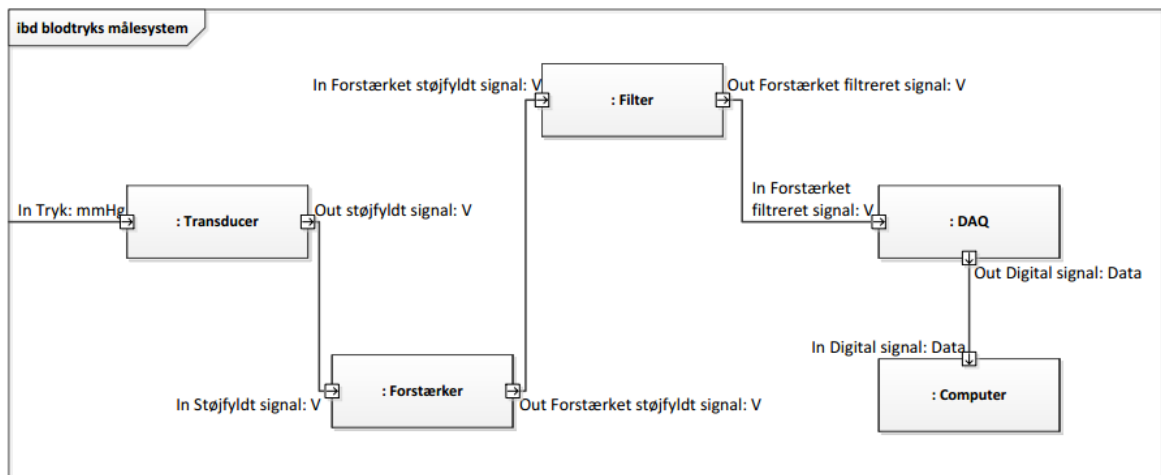 ibd blodtryks målesystem
In Forstærket støjfyldt signal: V
: Filter
Out Forstærket filtreret signal: V
In Tryk: mmHg
: Transducer
Out støjfyldt signal: V
In Forstærket
filtreret signal: V
: DAQ
Out Digital signal: Data
In Støjfyldt signal: V
: Forstærker
Out Forstærket støjfyldt signal: V
In Digital signal: Data
: Computer